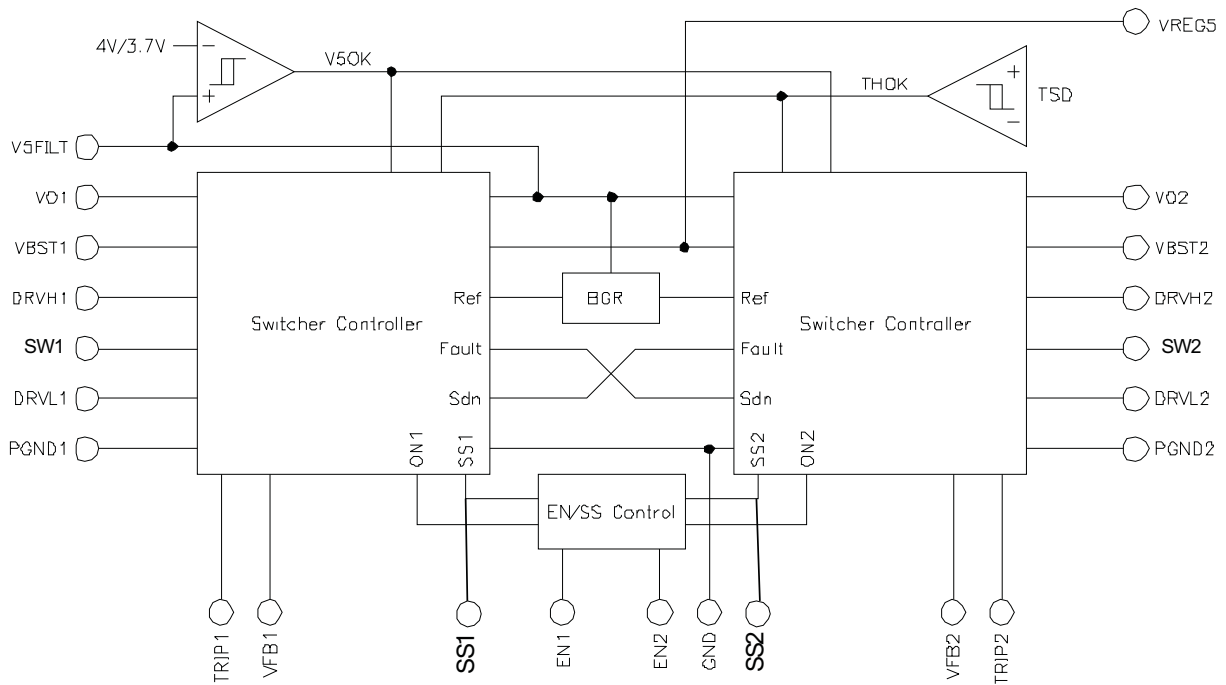 VREG5
4V/3.7V
-
V5OK
+
THOK
TSD
+
-
V5FILT
VO1
VO2
VBST1
VBST2
DRVH1
Ref
BGR
Ref
DRVH2
Switcher Controller
Switcher Controller
SW1
Fault
Fault
SW2
DRVL1
Sdn
Sdn
DRVL2
PGND1
ON1
SS1
SS2
ON2
PGND2
EN/SS Control
TRIP1
VFB1
SS1
EN1
EN2
GND
SS2
VFB2
TRIP2